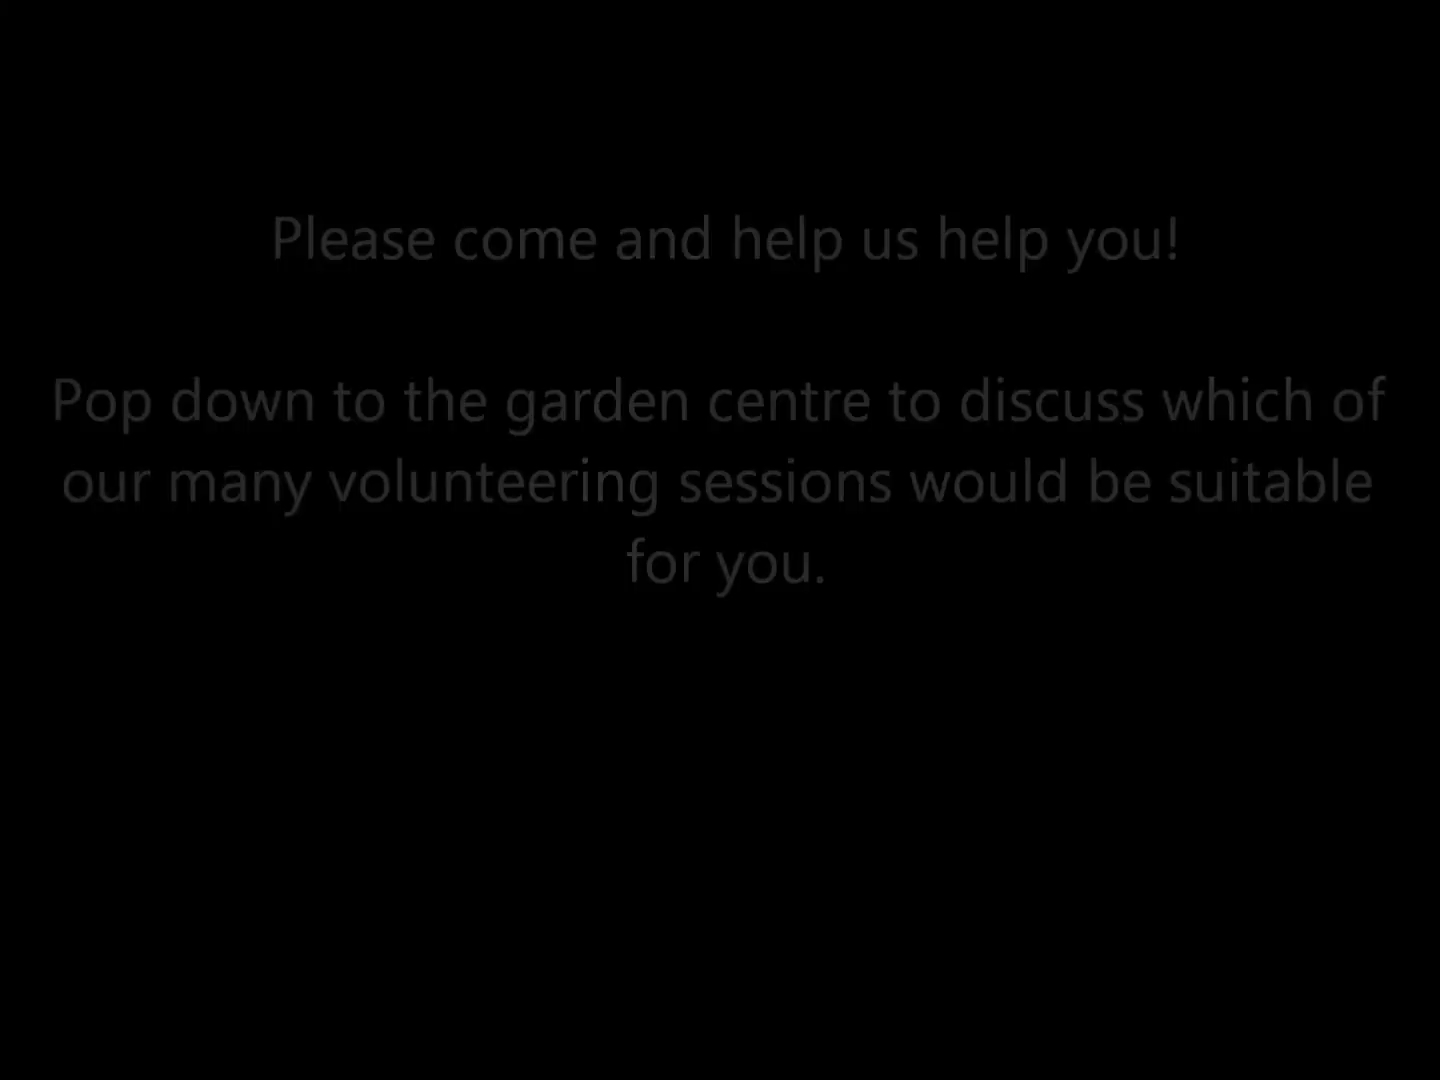 Please come and help us help you!
Pop down to the garden centre to discuss which of
our many volunteering sessions would be suitable
for you.